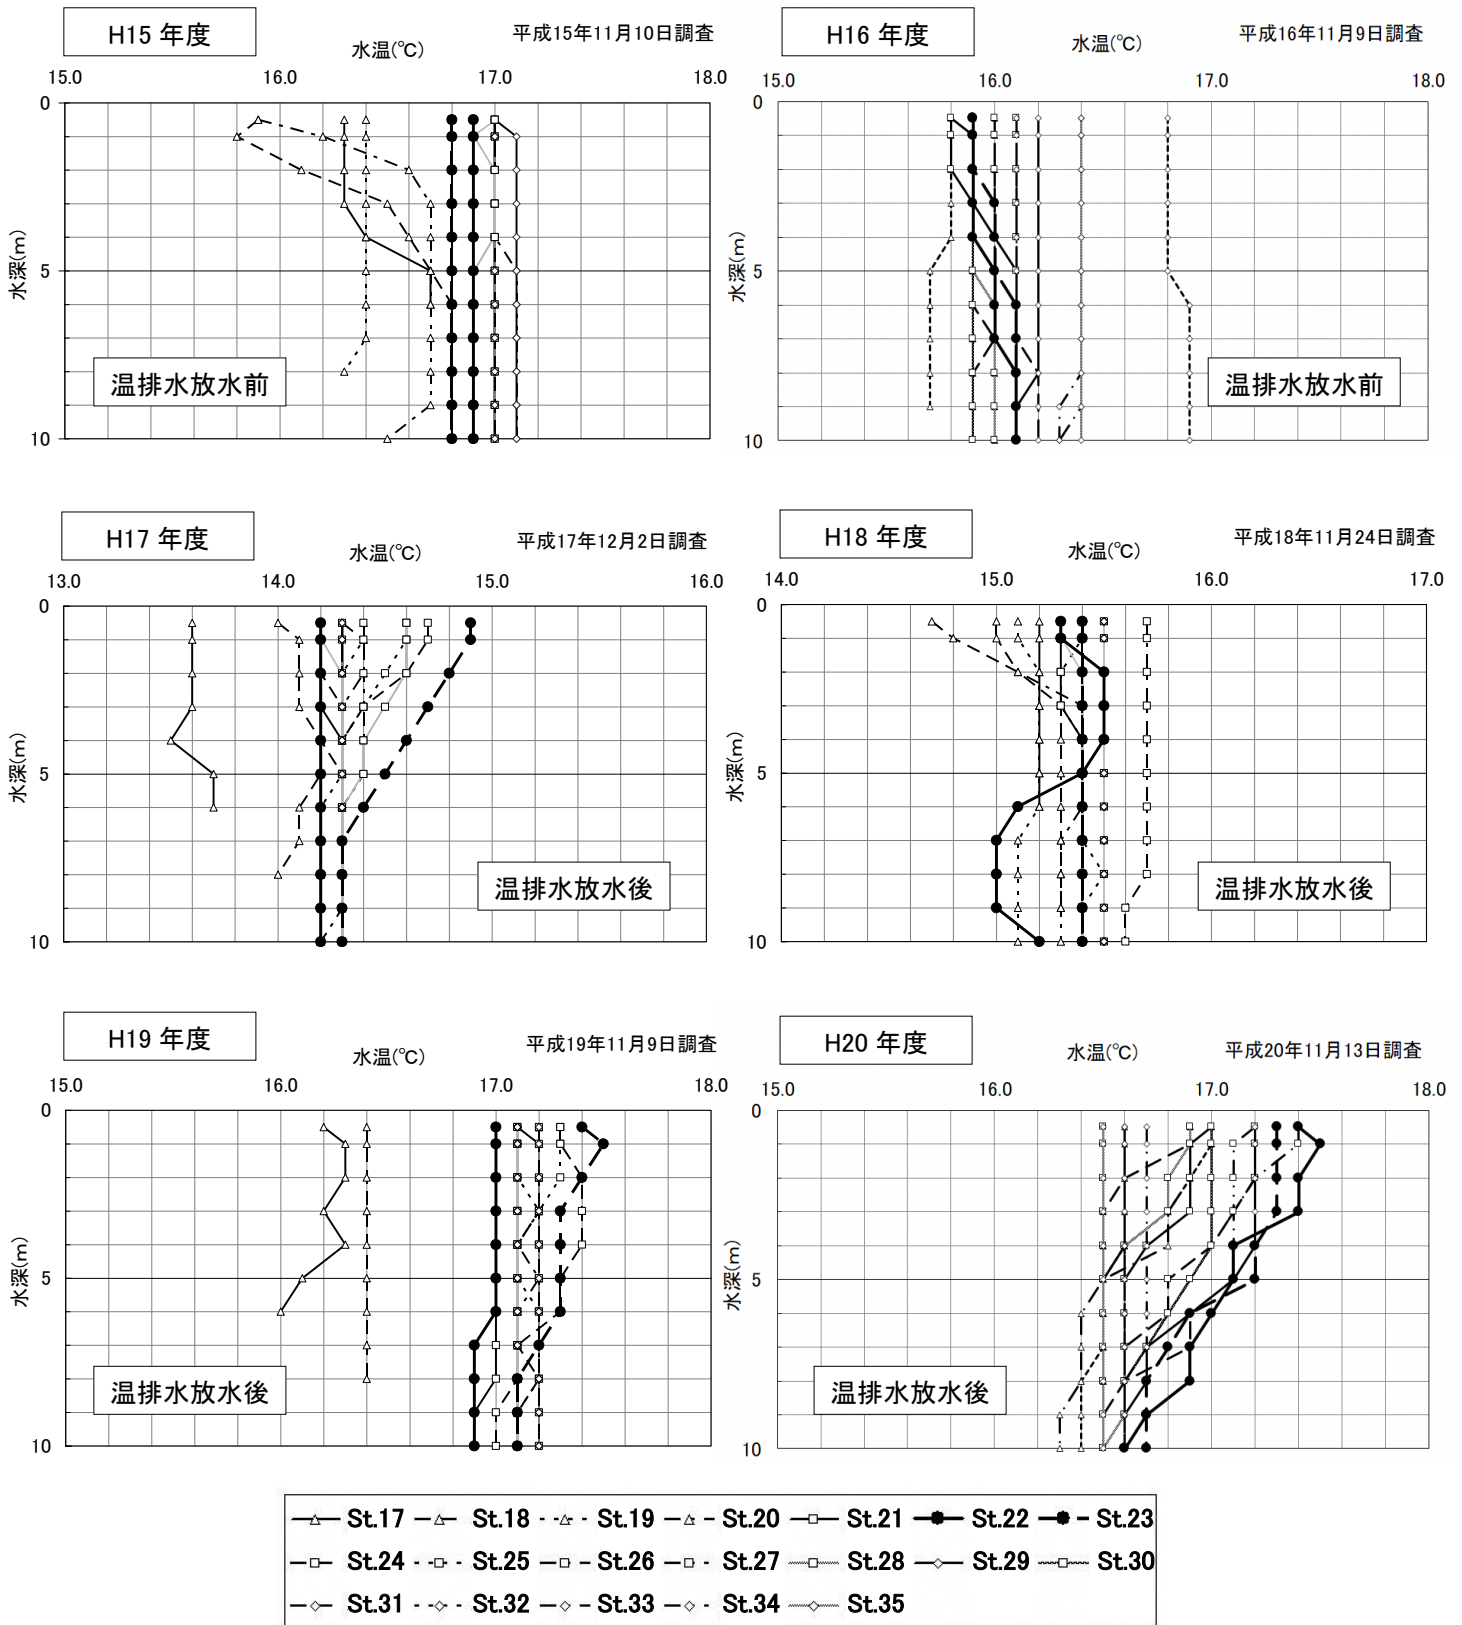 H15 年度
水温(℃)
平成15年11月10日調査
15.0 16.0 17.0 18.0
0
5
10
水深(m)
温排水放水前
H16 年度
水温(℃)
平成16年11月9日調査
15.0 16.0 17.0 18.0
0
5
10
水深(m)
温排水放水前
H17 年度
水温(℃)
平成17年12月2日調査
13.0 14.0 15.0 16.0
0
5
10
水深(m)
温排水放水後
H18 年度
水温(℃)
平成18年11月24日調査
14.0 15.0 16.0 17.0
0
5
10
水深(m)
温排水放水後
H19 年度
水温(℃)
平成19年11月9日調査
15.0 16.0 17.0 18.0
0
5
10
水深(m)
温排水放水後
H20 年度
水温(℃)
平成20年11月13日調査
15.0 16.0 17.0 18.0
0
5
10
水深(m)
温排水放水後
St.17 St.18 St.19 St.20 St.21 St.22 St.23
St.24 St.25 St.26 St.27 St.28 St.29 St.30
St.31 St.32 St.33 St.34 St.35